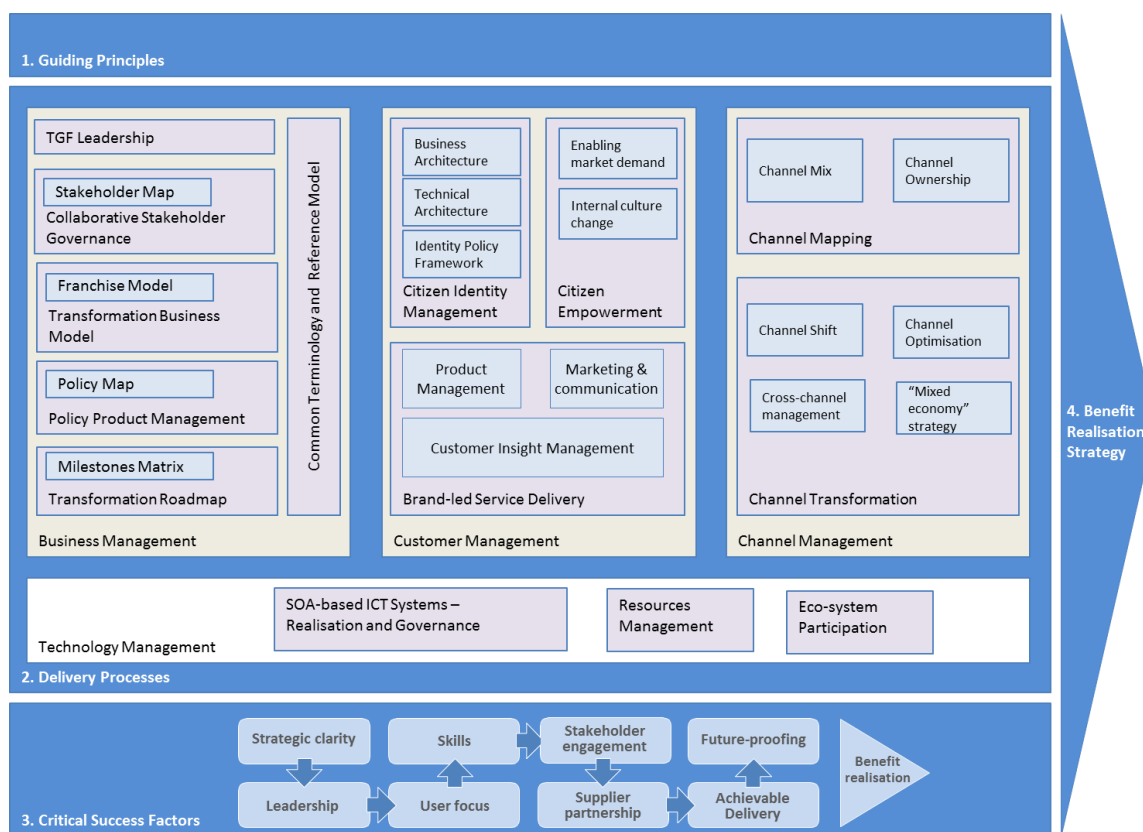 1. Guiding Principles
TGF Leadership
Stakeholder Map
Collaborative Stakeholder
Governance
Franchise Model
Transformation Business
Model
Policy Map
Policy Product Management
Milestones Matrix
Transformation Roadmap
Common Terminology and Reference Model
Business Management
Business
Architecture
Technical
Architecture
Identity Policy
Framework
Citizen Identity
Management
Enabling
market demand
Internal culture
change
Citizen
Empowerment
Product
Management
Marketing &
communication
Customer Insight Management
Brand-led Service Delivery
Customer Management
Channel Mix
Channel
Ownership
Channel Mapping
Channel Shift
Channel
Optimisation
Cross-channel
management
“Mixed
economy”
strategy
Channel Transformation
Channel Management
SOA-based ICT Systems –
Realisation and Governance
Resources
Management
Eco-system
Participation
Technology Management
2. Delivery Processes
Strategic clarity
Leadership
Skills
User focus
Stakeholder
engagement
Supplier
partnership
Future-proofing
Achievable
Delivery
Benefit
realisation
3. Critical Success Factors
4. Benefit
Realisation
Strategy